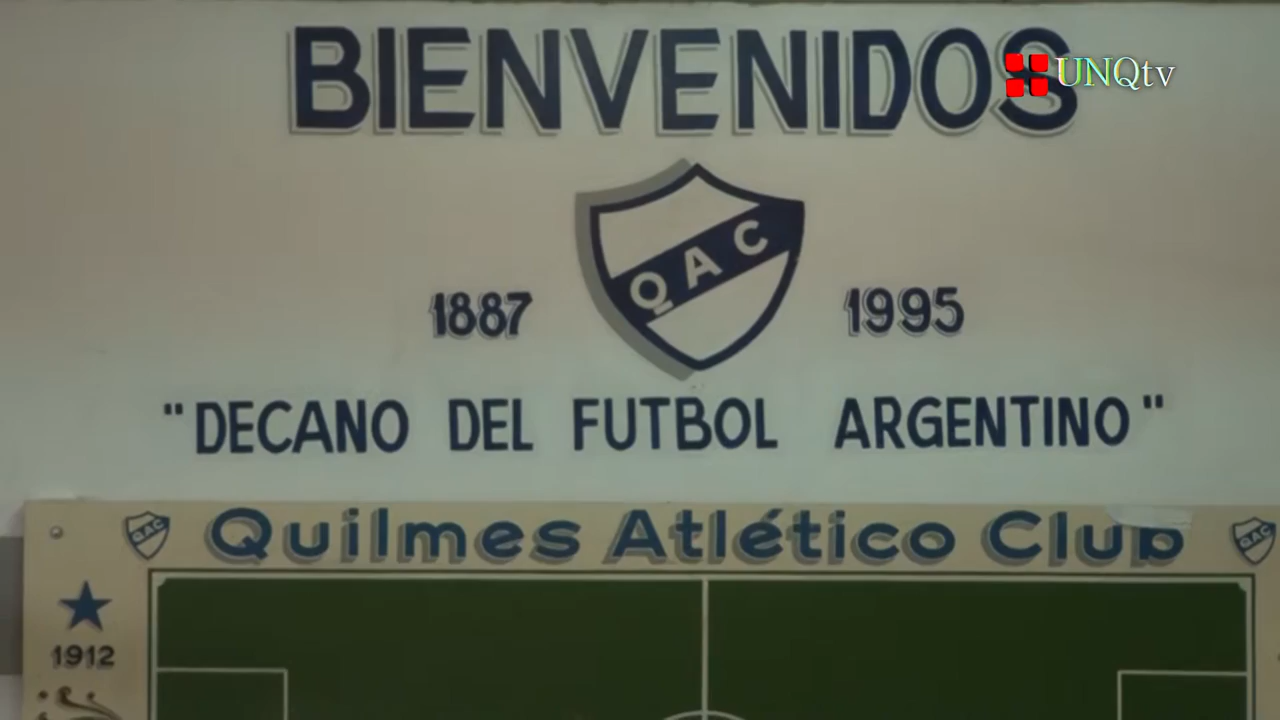 BIENVENIDOS
UNQtv
QAC
1887
1995
"DECANO DEL FUTBOL ARGENTINO"
QAC
Quilmes Atlético Club
QAC
1912